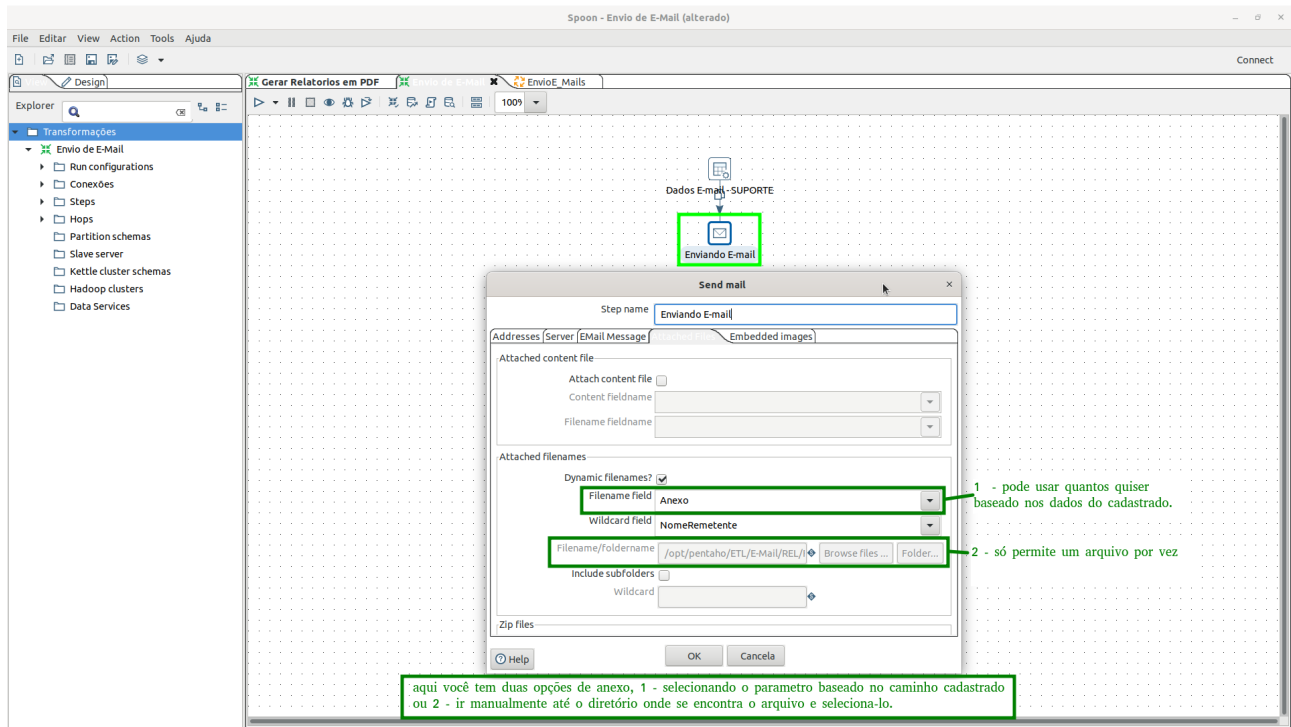 Spoon - Envio de E-Mail (alterado)
File Editar View Action Tools Ajuda
Connect
Design
Gerar Relatorios em PDF
Envio de E-Mail
EnvioE_Mails
Explorer
100%
Transformações
Envio de E-Mail
Run configurations
Conexões
Steps
Hops
Partition schemas
Slave server
Kettle cluster schemas
Hadoop clusters
Data Services
Dados E-mail - SUPORTE
Enviando E-mail
Send mail
Step name Enviando E-mail
Addresses Server EMail Message Attached Files Embedded images
Attached content file
Attach content file
Content fieldname
Filename fieldname
Attached filenames
Dynamic filenames?
Filename field Anexo
Wildcard field NomeRemetente
Filename/foldername /opt/pentaho/ETL/E-Mail/REL/ Browse files ... Folder...
Include subfolders
Wildcard
Zip files
Help OK Cancela
1 - pode usar quantos quiser
baseado nos dados do cadastrado.
2 - só permite um arquivo por vez
aqui você tem duas opções de anexo, 1 - selecionando o parametro baseado no caminho cadastrado
ou 2 - ir manualmente até o diretório onde se encontra o arquivo e seleciona-lo.